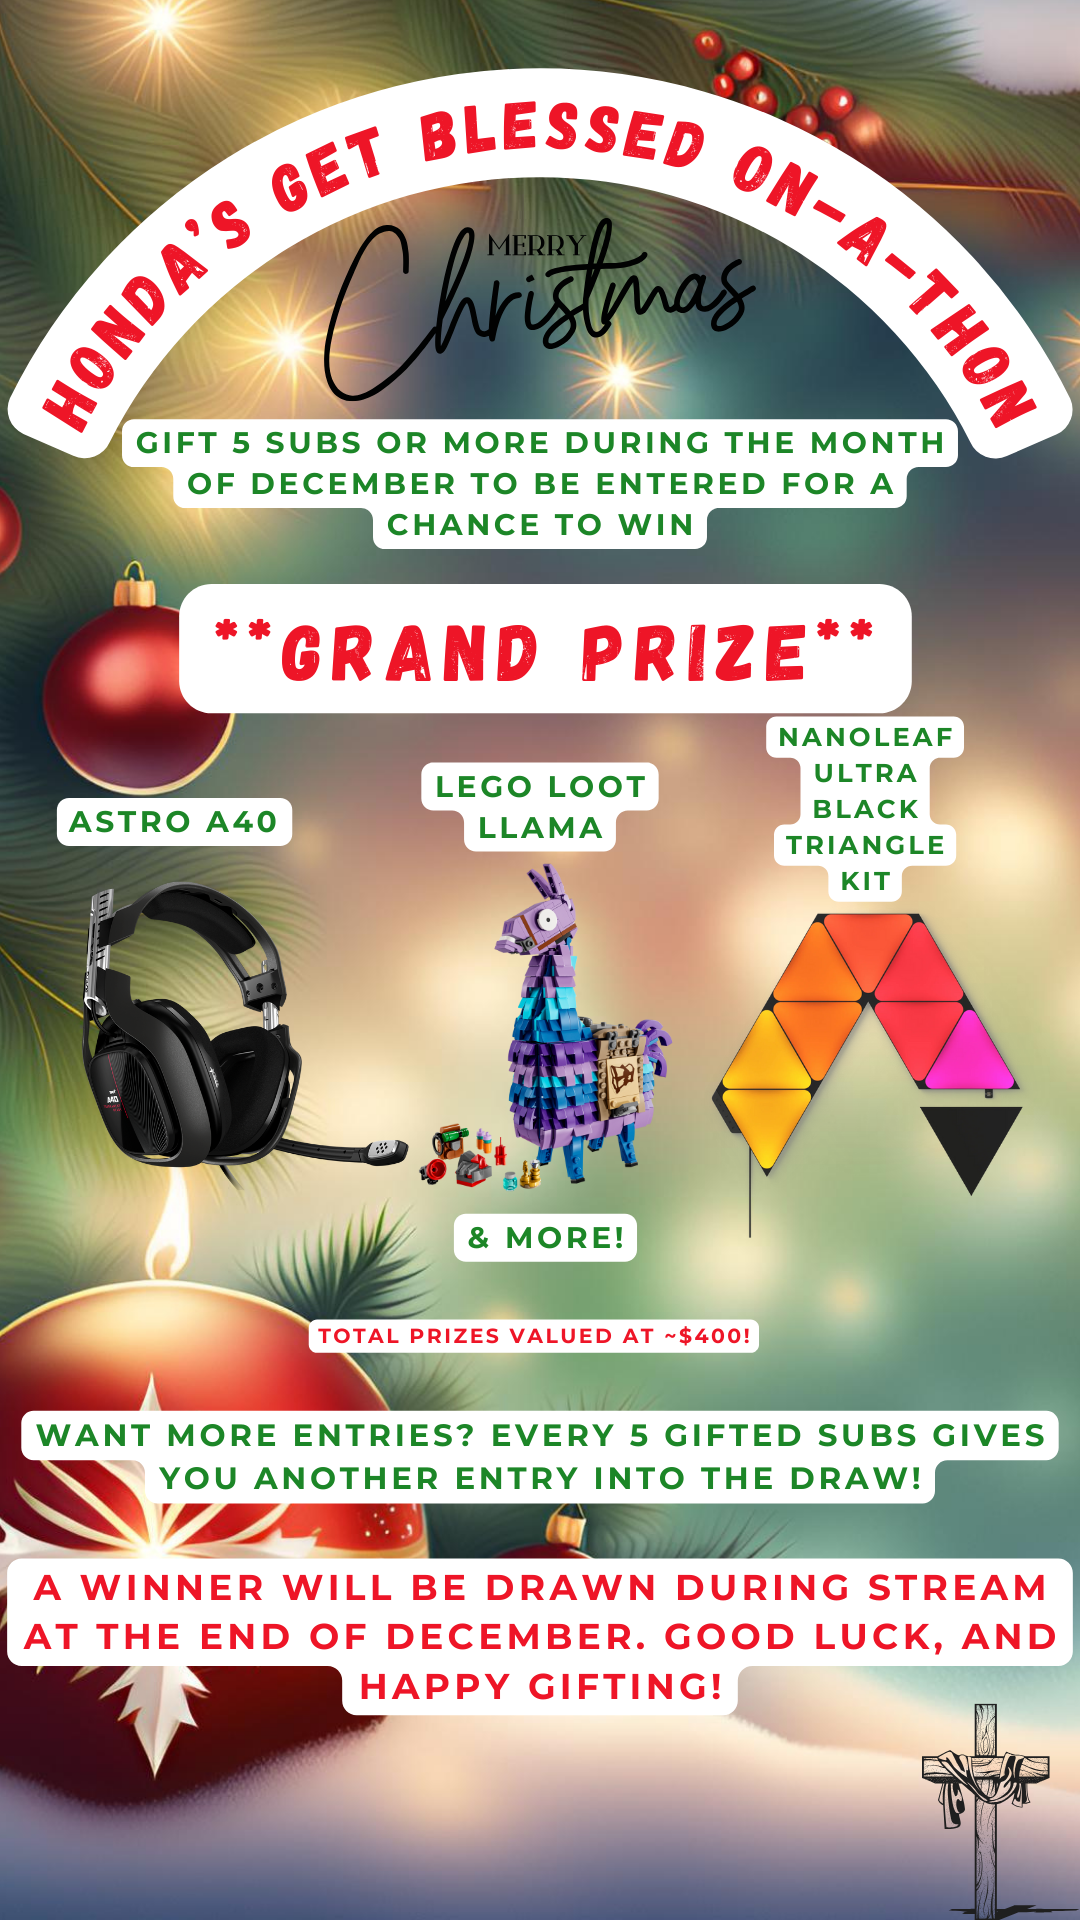 HONDA'S GET BLESSED ON-A-THON
MERRY
Christmas
GIFT 5 SUBS OR MORE DURING THE MONTH
OF DECEMBER TO BE ENTERED FOR A
CHANCE TO WIN
**GRAND PRIZE**
NANOLEAF
ULTRA
BLACK
TRIANGLE
KIT
LEGO LOOT
LLAMA
ASTRO A40
A40
& MORE!
TOTAL PRIZES VALUED AT ~$400!
WANT MORE ENTRIES? EVERY 5 GIFTED SUBS GIVES
YOU ANOTHER ENTRY INTO THE DRAW!
A WINNER WILL BE DRAWN DURING STREAM
AT THE END OF DECEMBER. GOOD LUCK, AND
HAPPY GIFTING!